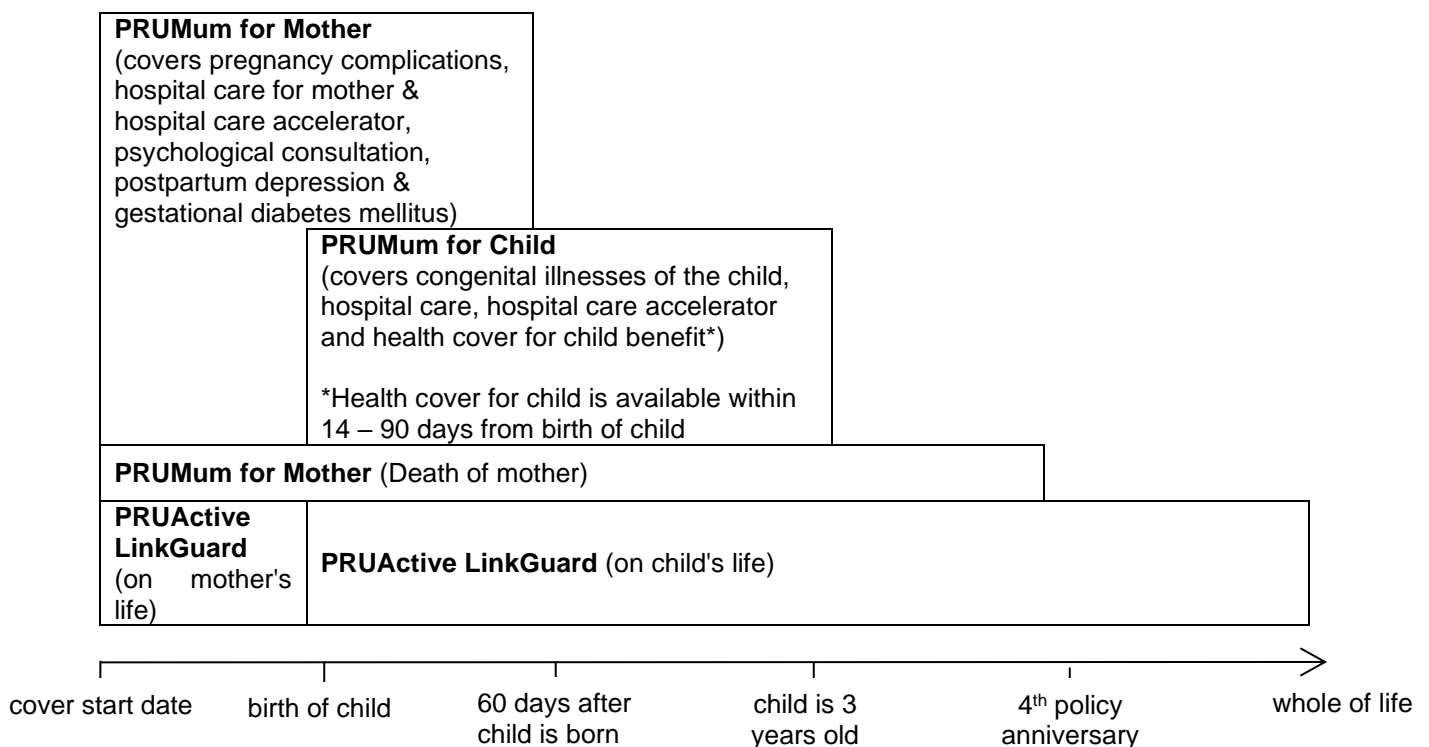 PRUMum for Mother
(covers pregnancy complications,
hospital care for mother &
hospital care accelerator,
psychological consultation,
postpartum depression &
gestational diabetes mellitus)
PRUMum for Child
(covers congenital illnesses of the child,
hospital care, hospital care accelerator
and health cover for child benefit*)
*Health cover for child is available within
14 – 90 days from birth of child
PRUMum for Mother (Death of mother)
PRUActive
LinkGuard
(on mother's
life)
PRUActive LinkGuard (on child's life)
cover start date
birth of child
60 days after
child is born
child is 3
years old
4th policy
anniversary
whole of life